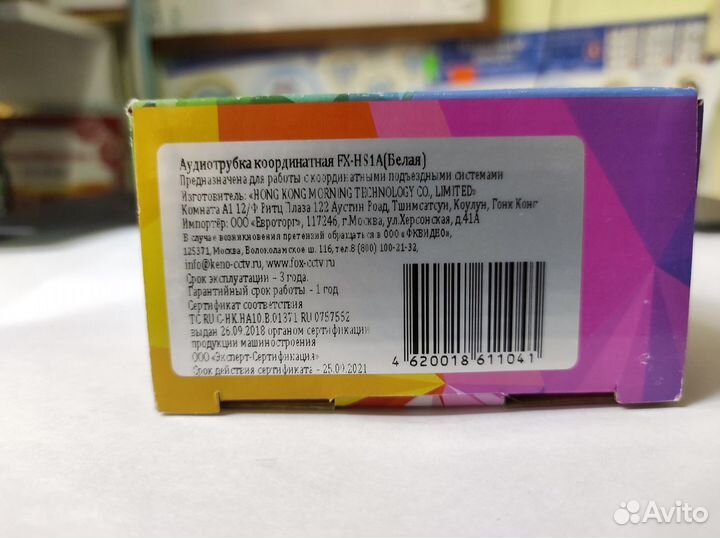 Аудиотрубка координатная FX-HS1A(Белая)
Предназначена для работы с координатными подъездными системами
Изготовитель: «HONG KONG MORNING TECHNOLOGY CO., LIMITED»
Комната A1 12/Ф Ритц Плаза 122 Аустин Роад, Тшимсатсуи, Коулун, Гонк Конг
Импортёр: ООО «Евроторг», 117246, г.Москва, ул.Херсонская, д.41А
В случае возникновения претензий обращаться в ООО «ФКВИДЕО»,
125371, Москва, Волоколамское ш. 116, тел.8 (800) 100-21-32,
info@keno-cctv.ru, www.fox-cctv.ru
Срок эксплуатации - 3 года.
Гарантийный срок работы - 1 год
Сертификат соответствия
TC RU C-HK.HA10.B.01371 RU 0757552
выдан 26.09.2018 органом сертификации
продукции машиностроения
ООО «Эксперт-Сертификация»
Срок действия сертификата - 25.09.2021
4 620018 611041
Avito